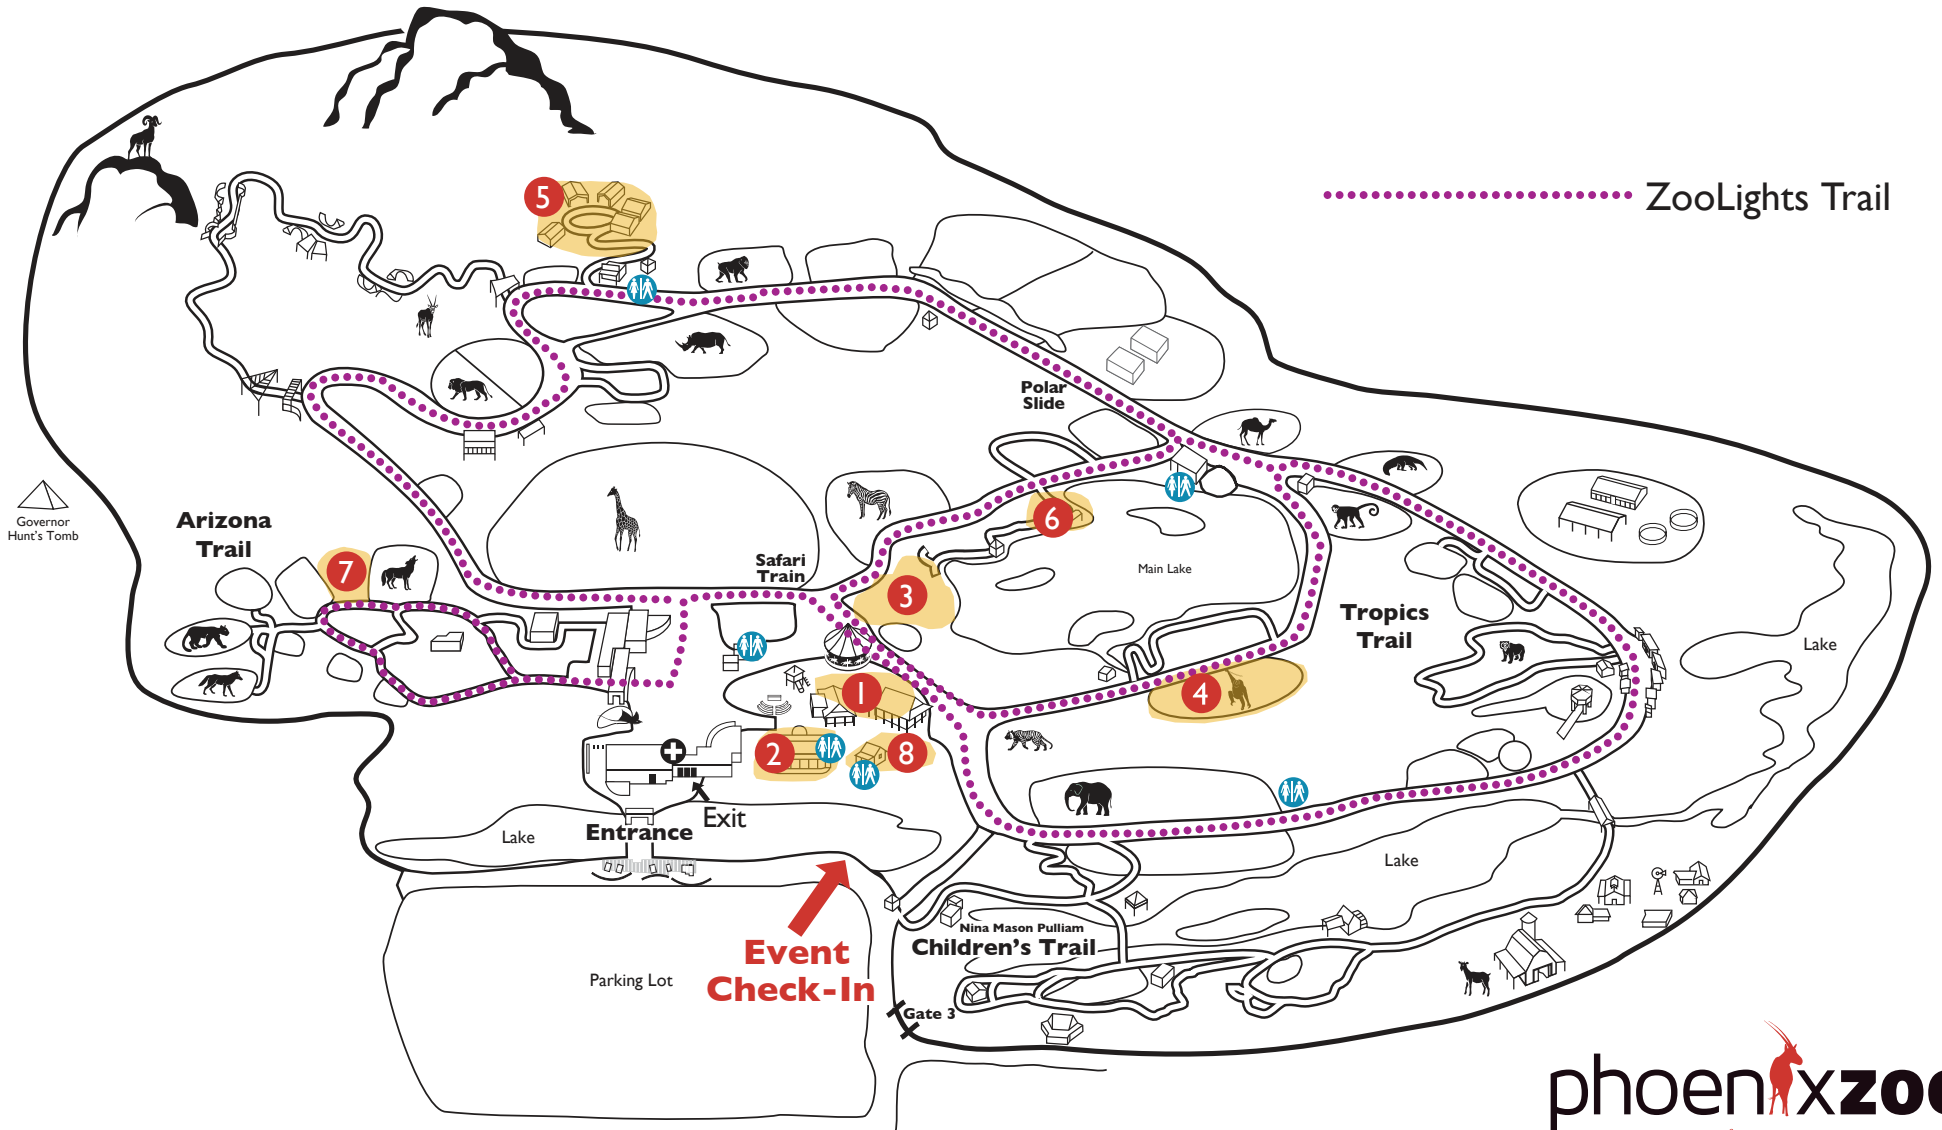 ZooLights Trail
5
Polar
Slide
Governor
Hunt's Tomb
Arizona
Trail
7
6
Safari
Train
Main Lake
3
Tropics
Trail
Lake
4
1
2
8
Exit
Lake
Entrance
Lake
Event
Check-In
Nina Mason Pulliam
Children's Trail
Parking Lot
Gate 3
phoenixzoo